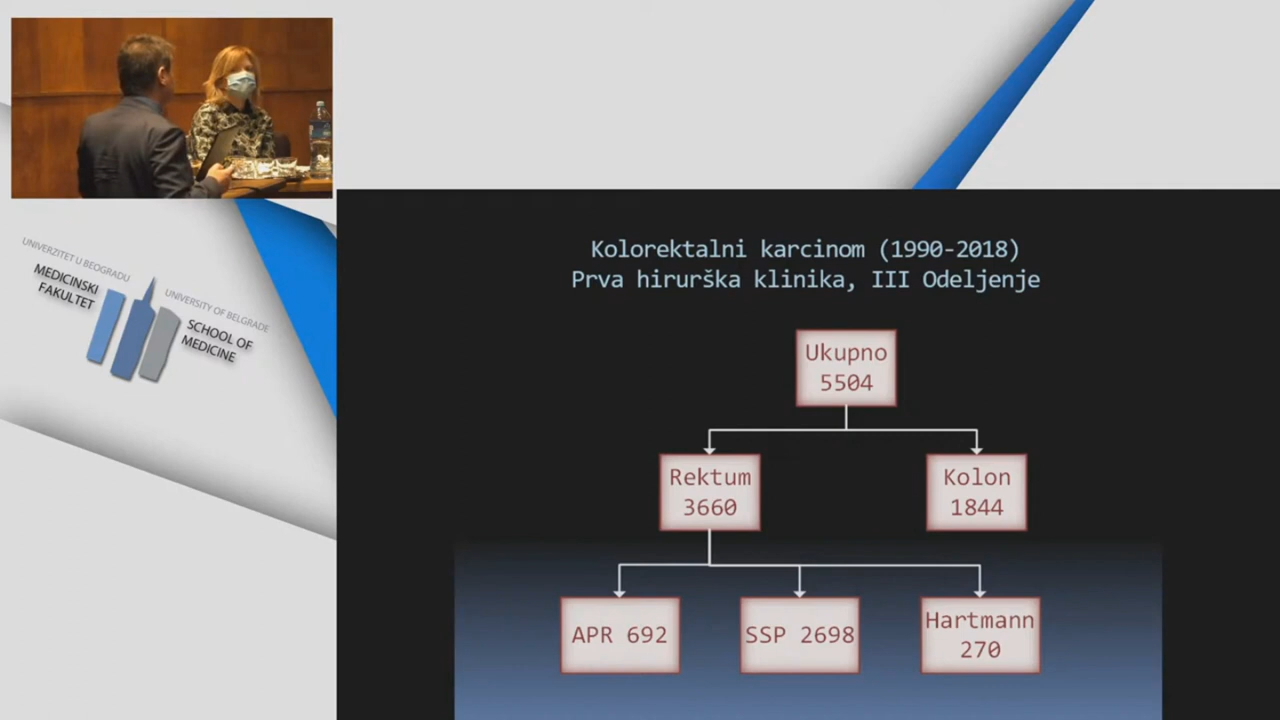 UNIVERZITET U BEOGRADU
MEDICINSKI
FAKULTET
UNIVERSITY OF BELGRADE
SCHOOL OF
MEDICINE
Kolorektalni karcinom (1990-2018)
Prva hirurška klinika, III Odeljenje
Ukupno
5504
Rektum
3660
Kolon
1844
APR 692
SSP 2698
Hartmann
270